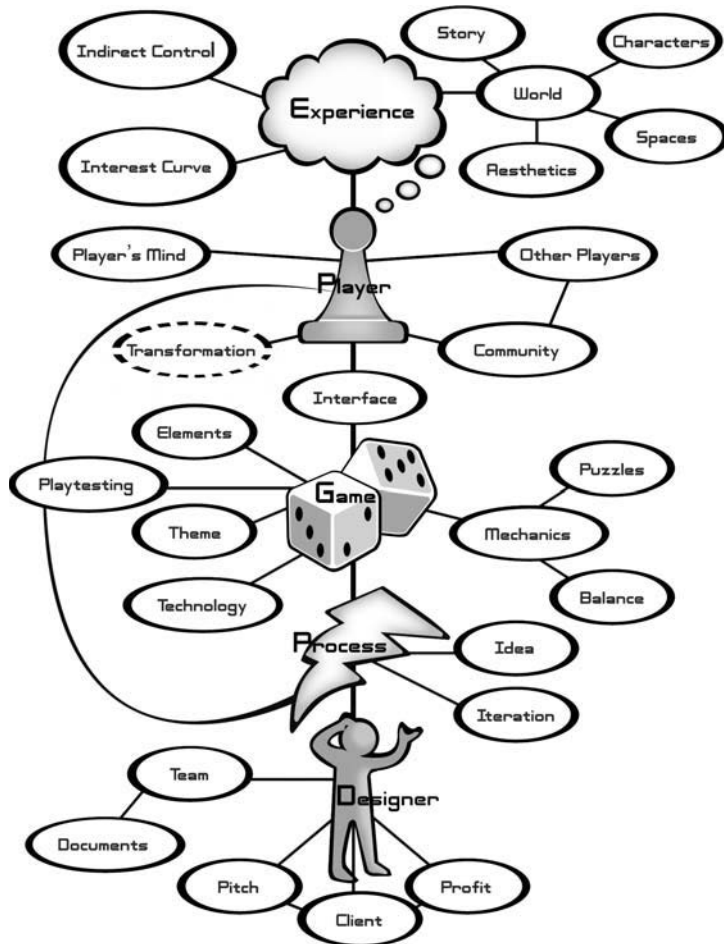 Story
Indirect Control
Characters
World
Experience
Spaces
Interest Curve
Aesthetics
Player's Mind
Other Players
Player
Transformation
Community
Interface
Elements
Puzzles
Playtesting
Game
Theme
Mechanics
Technology
Balance
Process
Idea
Iteration
Team
Designer
Documents
Pitch
Profit
Client